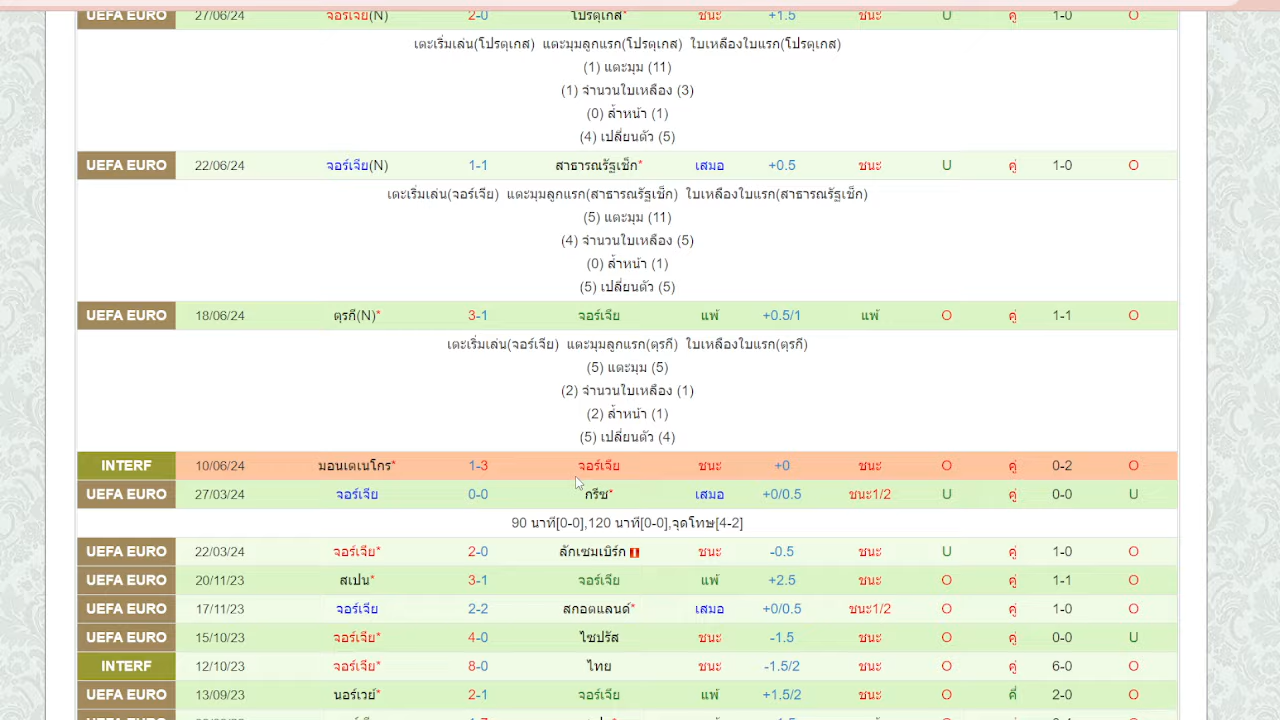 UEFA EURO 27/06/24 จอร์เจีย(N) 2-0 โปรตุเกส* ชนะ +1.5 ชนะ U คู่ 1-0 O
เตะเริ่มเล่น(โปรตุเกส) แตะมุมลูกแรก(โปรตุเกส) ใบเหลืองใบแรก(โปรตุเกส)
(1) แตะมุม (11)
(1) จำนวนใบเหลือง (3)
(0) ล้ำหน้า (1)
(4) เปลี่ยนตัว (5)
UEFA EURO 22/06/24 จอร์เจีย(N) 1-1 สาธารณรัฐเช็ก* เสมอ +0.5 ชนะ U คู่ 1-0 O
เตะเริ่มเล่น(จอร์เจีย) แตะมุมลูกแรก(สาธารณรัฐเช็ก) ใบเหลืองใบแรก(สาธารณรัฐเช็ก)
(5) แตะมุม (11)
(4) จำนวนใบเหลือง (5)
(0) ล้ำหน้า (1)
(5) เปลี่ยนตัว (5)
UEFA EURO 18/06/24 ตุรกี(N)* 3-1 จอร์เจีย แพ้ +0.5/1 แพ้ O คู่ 1-1 O
เตะเริ่มเล่น(จอร์เจีย) แตะมุมลูกแรก(ตุรกี) ใบเหลืองใบแรก(ตุรกี)
(5) แตะมุม (5)
(2) จำนวนใบเหลือง (1)
(2) ล้ำหน้า (1)
(5) เปลี่ยนตัว (4)
INTERF 10/06/24 มอนเตเนโกร* 1-3 จอร์เจีย ชนะ +0 ชนะ O คู่ 0-2 O
UEFA EURO 27/03/24 จอร์เจีย 0-0 กรีซ* เสมอ +0/0.5 ชนะ1/2 U คู่ 0-0 U
90 นาที[0-0],120 นาที[0-0],จุดโทษ[4-2]
UEFA EURO 22/03/24 จอร์เจีย* 2-0 ลักเซมเบิร์ก 1 ชนะ -0.5 ชนะ U คู่ 1-0 O
UEFA EURO 20/11/23 สเปน* 3-1 จอร์เจีย แพ้ +2.5 ชนะ O คู่ 1-1 O
UEFA EURO 17/11/23 จอร์เจีย 2-2 สกอตแลนด์* เสมอ +0/0.5 ชนะ1/2 O คู่ 1-0 O
UEFA EURO 15/10/23 จอร์เจีย* 4-0 ไซปรัส ชนะ -1.5 ชนะ O คู่ 0-0 U
INTERF 12/10/23 จอร์เจีย* 8-0 ไทย ชนะ -1.5/2 ชนะ O คู่ 6-0 O
UEFA EURO 13/09/23 นอร์เวย์* 2-1 จอร์เจีย แพ้ +1.5/2 ชนะ O คี่ 2-0 O